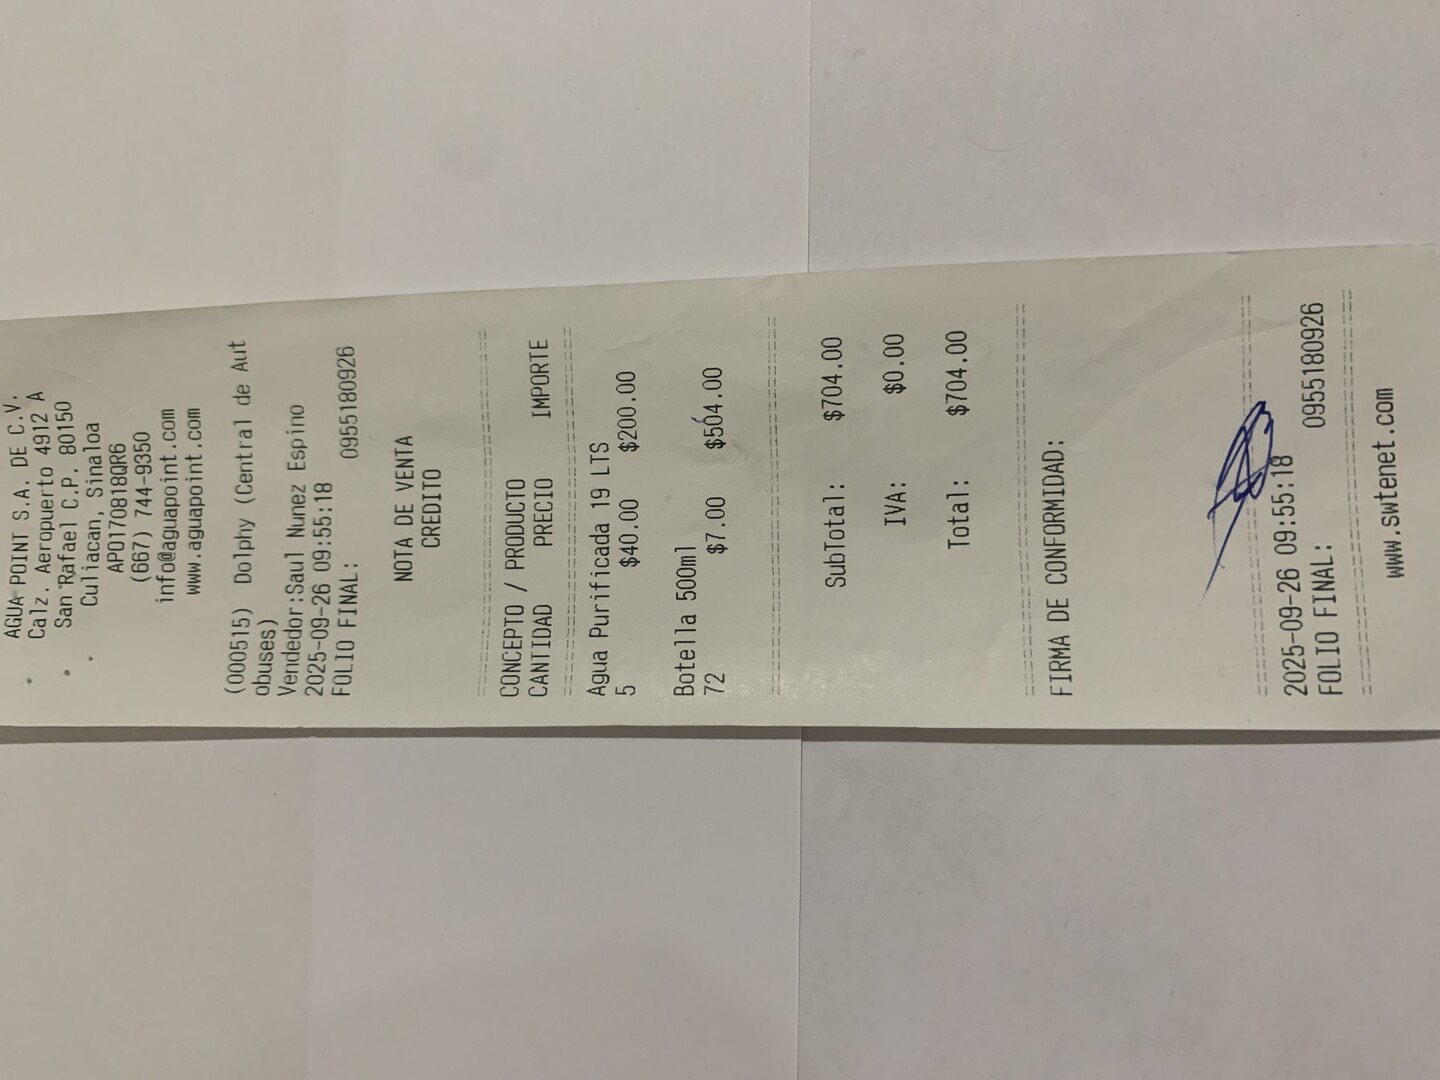 AGUA POINT S.A. DE C.V.
Calz. Aeropuerto 4912 A
San Rafael C.P. 80150
Culiacan, Sinaloa
APO170818QR6
(667) 744-9350
info@aguapoint.com
www.aguapoint.com
(000515) Dolphy (Central de Aut
obuses)
Vendedor:Saul Nunez Espino
2025-09-26 09:55:18
FOLIO FINAL: 0955180926
NOTA DE VENTA
CREDITO
CONCEPTO / PRODUCTO
CANTIDAD PRECIO IMPORTE
Agua Purificada 19 LTS
5 $40.00 $200.00
Botella 500ml
72 $7.00 $504.00
SubTotal: $704.00
IVA: $0.00
Total: $704.00
FIRMA DE CONFORMIDAD:
2025-09-26 09:55:18
FOLIO FINAL: 0955180926
www.swtenet.com